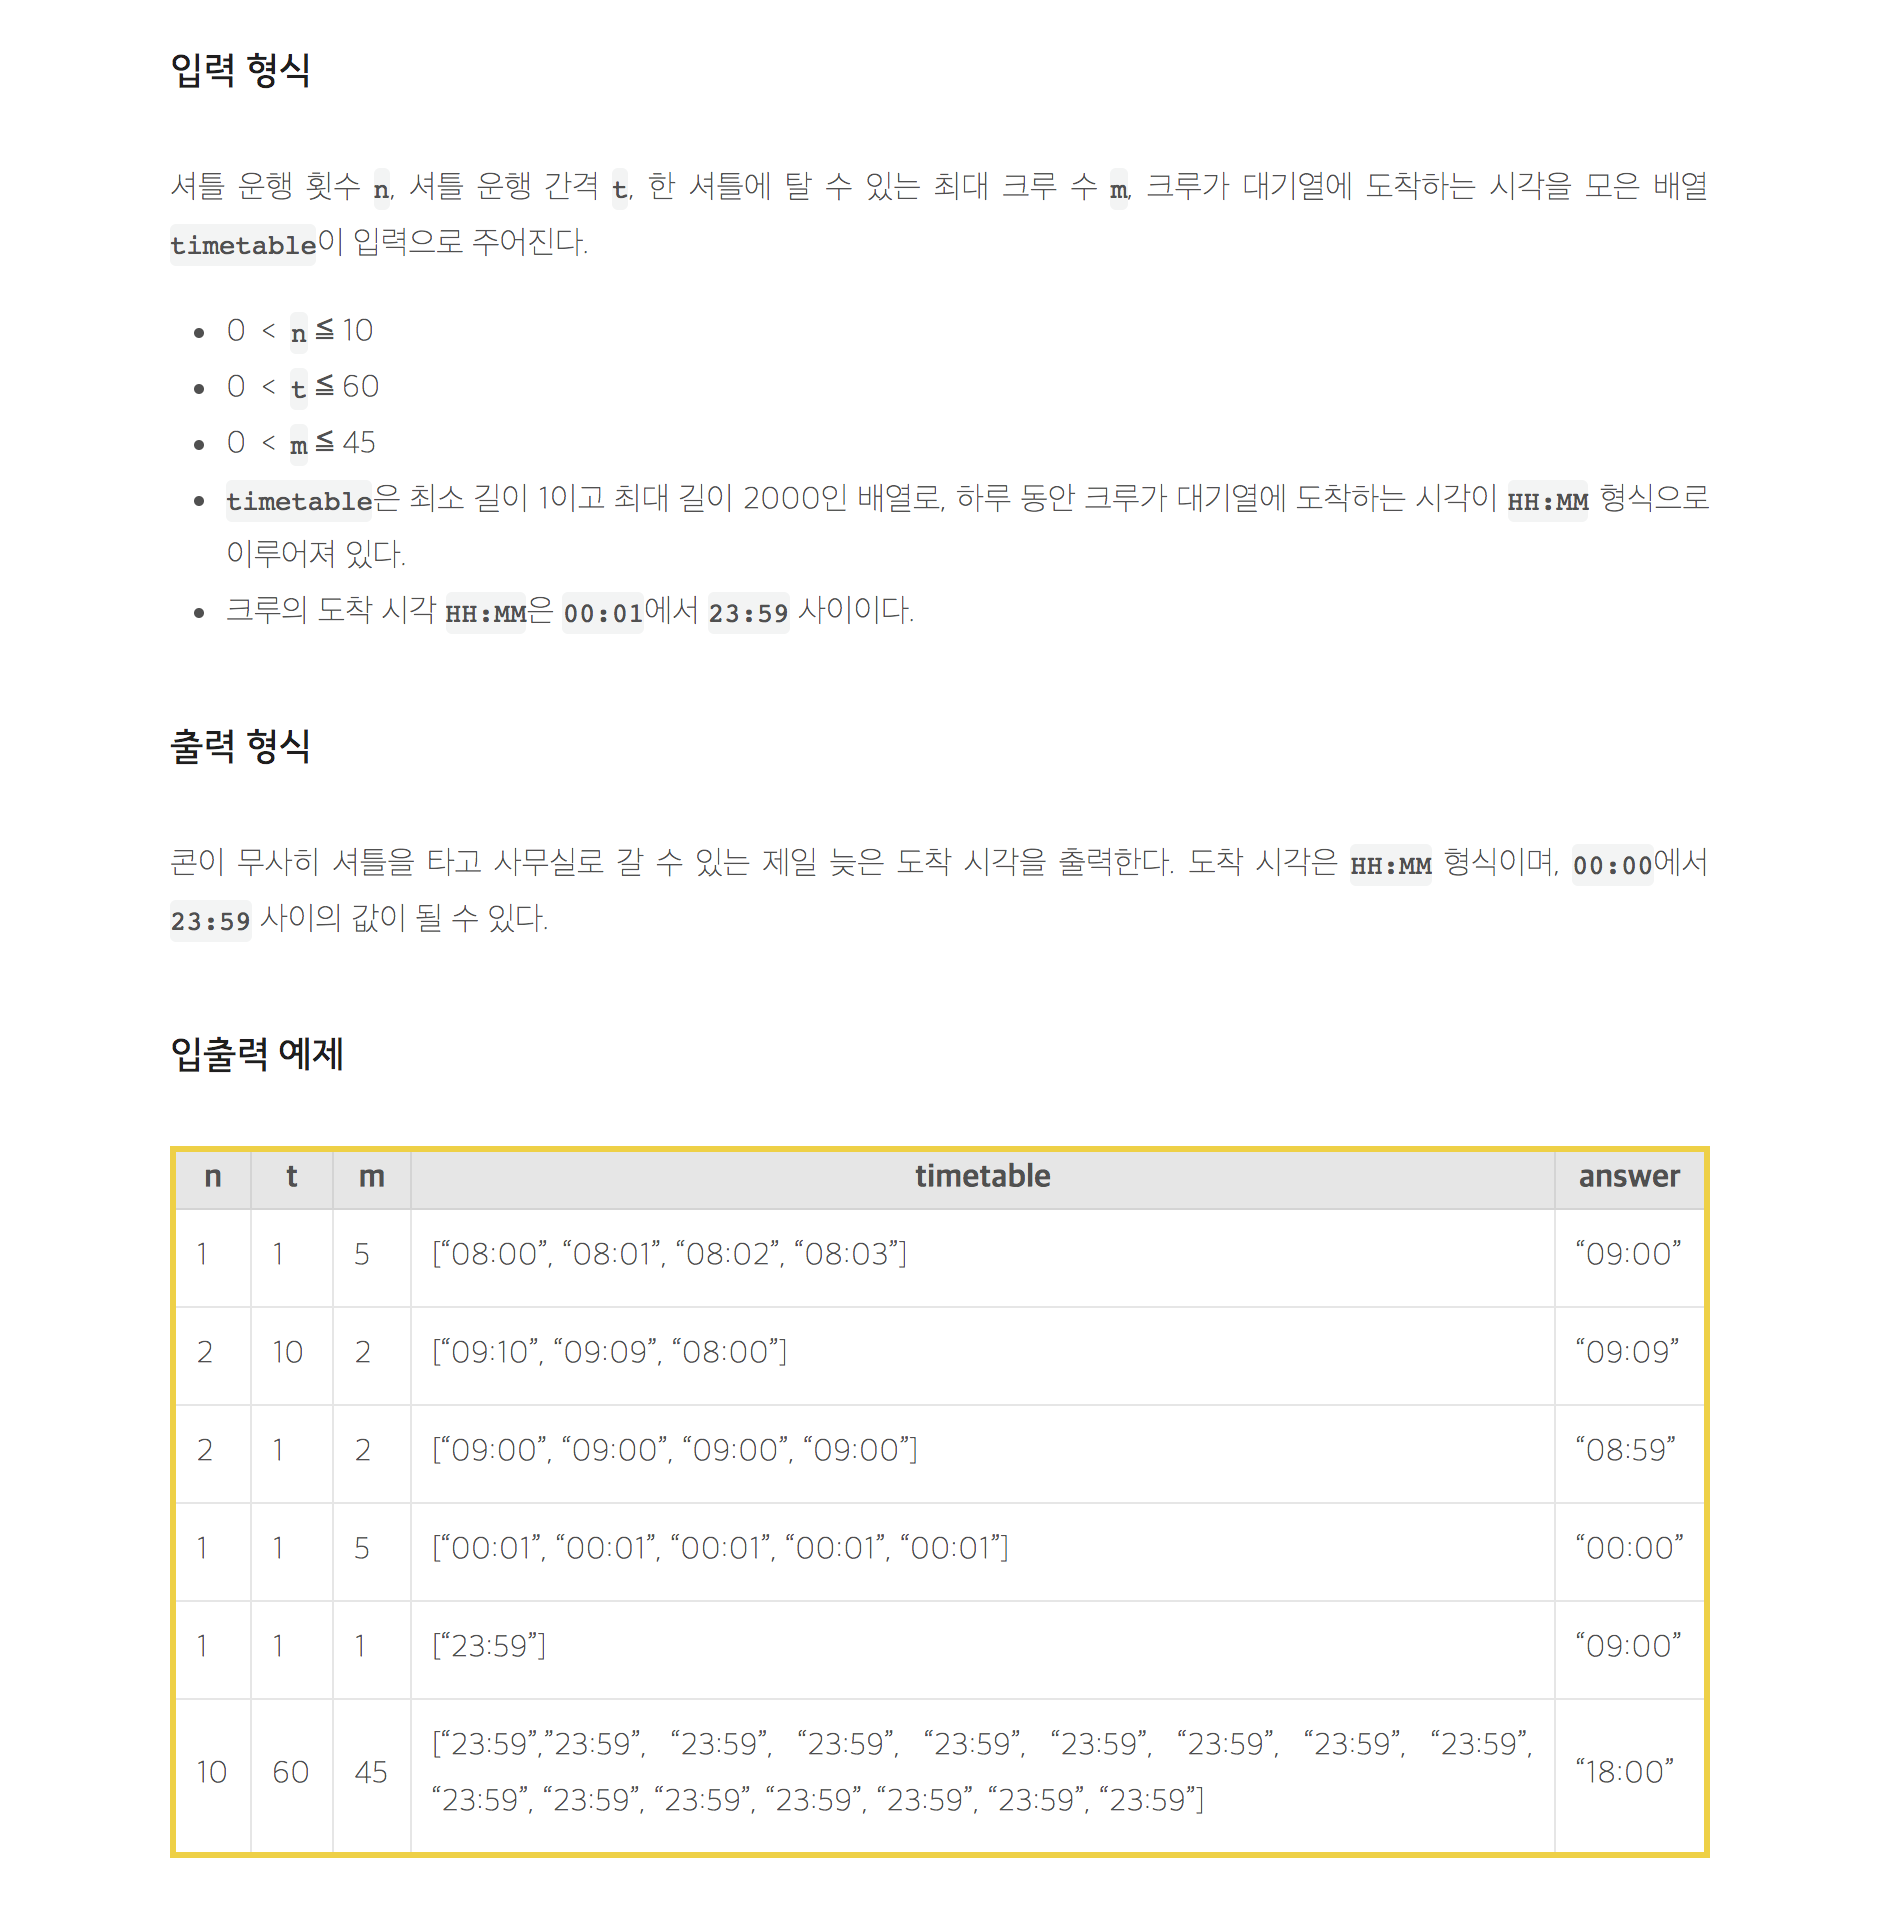 입력 형식
셔틀 운행 횟수 n, 셔틀 운행 간격 t, 한 셔틀에 탈 수 있는 최대 크루 수 m, 크루가 대기열에 도착하는 시각을 모은 배열
timetable이 입력으로 주어진다.
• 0 < n ≦ 10
• 0 < t ≦ 60
• 0 < m ≦ 45
• timetable은 최소 길이 1이고 최대 길이 2000인 배열로, 하루 동안 크루가 대기열에 도착하는 시각이 HH:MM 형식으로
이루어져 있다.
• 크루의 도착 시각 HH:MM은 00:01에서 23:59 사이이다.
출력 형식
콘이 무사히 셔틀을 타고 사무실로 갈 수 있는 제일 늦은 도착 시각을 출력한다. 도착 시각은 HH:MM 형식이며, 00:00에서
23:59 사이의 값이 될 수 있다.
입출력 예제
n t m timetable answer
1 1 5 [“08:00”, “08:01”, “08:02”, “08:03”] “09:00”
2 10 2 [“09:10”, “09:09”, “08:00”] “09:09”
2 1 2 [“09:00”, “09:00”, “09:00”, “09:00”] “08:59”
1 1 5 [“00:01”, “00:01”, “00:01”, “00:01”, “00:01”] “00:00”
1 1 1 [“23:59”] “09:00”
10 60 45 [“23:59”,”23:59”, “23:59”, “23:59”, “23:59”, “23:59”, “23:59”, “23:59”, “23:59”,
“23:59”, “23:59”, “23:59”, “23:59”, “23:59”, “23:59”, “23:59”] “18:00”